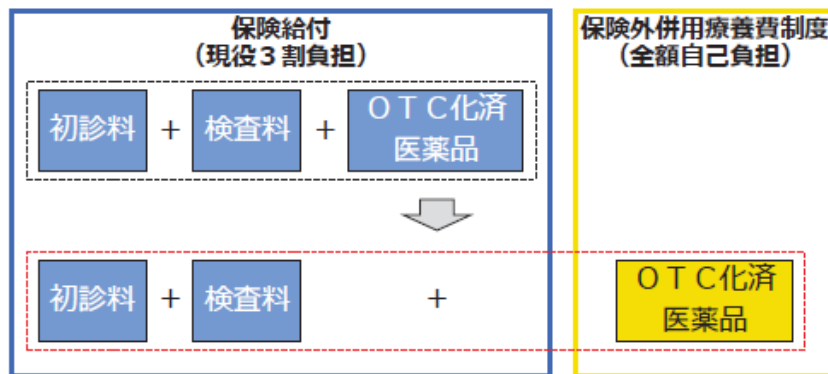 保険給付
(現役３割負担)
保険外併用療養費制度
(全額自己負担)
初診料 + 検査料 + ＯＴＣ化済
医薬品
初診料 + 検査料 + ＯＴＣ化済
医薬品